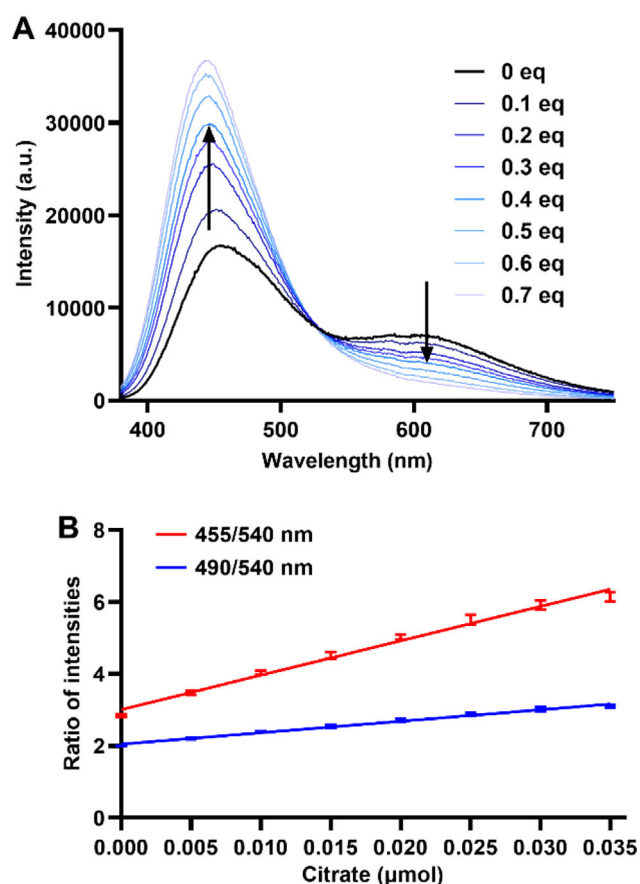 A
40000
30000
20000
10000
0
Intensity (a.u.)
0 eq
0.1 eq
0.2 eq
0.3 eq
0.4 eq
0.5 eq
0.6 eq
0.7 eq
400 500 600 700
Wavelength (nm)
B
8
6
4
2
0
Ratio of intensities
455/540 nm
490/540 nm
0.000 0.005 0.010 0.015 0.020 0.025 0.030 0.035
Citrate (μmol)